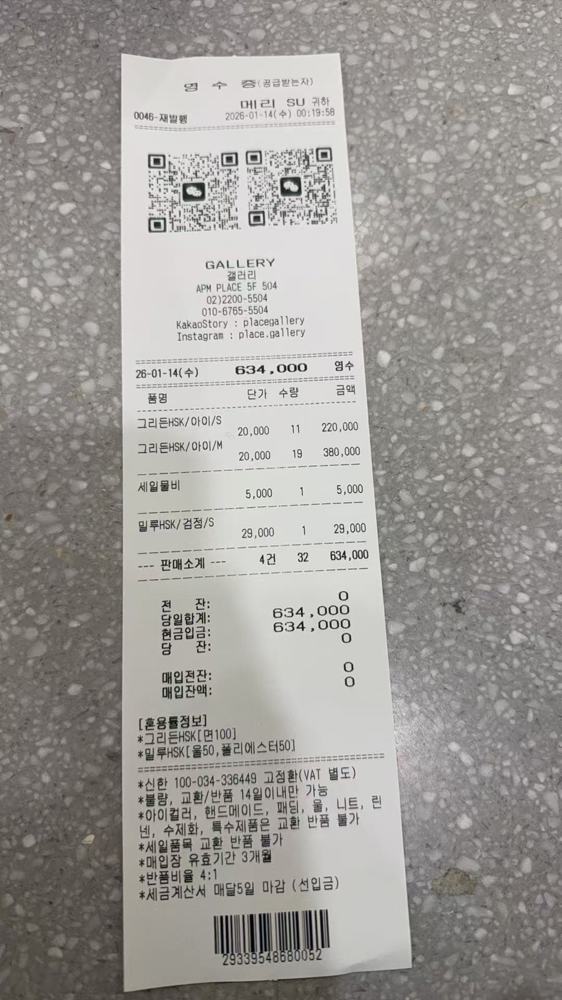 영 수 증(공급받는자)
메리 SU 귀하
0046-재발행 2026-01-14(수) 00:19:58
GALLERY
갤러리
APM PLACE 5F 504
02)2200-5504
010-6765-5504
KakaoStory : placegallery
Instagram : place.gallery
26-01-14(수) 634,000 영수
품명 단가 수량 금액
그리든HSK/아이/S
20,000 11 220,000
그리든HSK/아이/M
20,000 19 380,000
세일물비
5,000 1 5,000
밀루HSK/검정/S
29,000 1 29,000
--- 판매소계 --- 4건 32 634,000
전 잔: 0
당일합계: 634,000
현금입금: 634,000
당 잔: 0
매입전잔: 0
매입잔액: 0
[혼용률정보]
*그리든HSK[면100]
*밀루HSK[울50,폴리에스터50]
*신한 100-034-336449 고정환(VAT 별도)
*불량, 교환/반품 14일이내만 가능
*아이컬러, 핸드메이드, 패딩, 울, 니트, 린
넨, 수제화, 특수제품은 교환 반품 불가
*세일품목 교환 반품 불가
*매입장 유효기간 3개월
*반품비율 4:1
*세금계산서 매달5일 마감 (선입금)
29339548680052